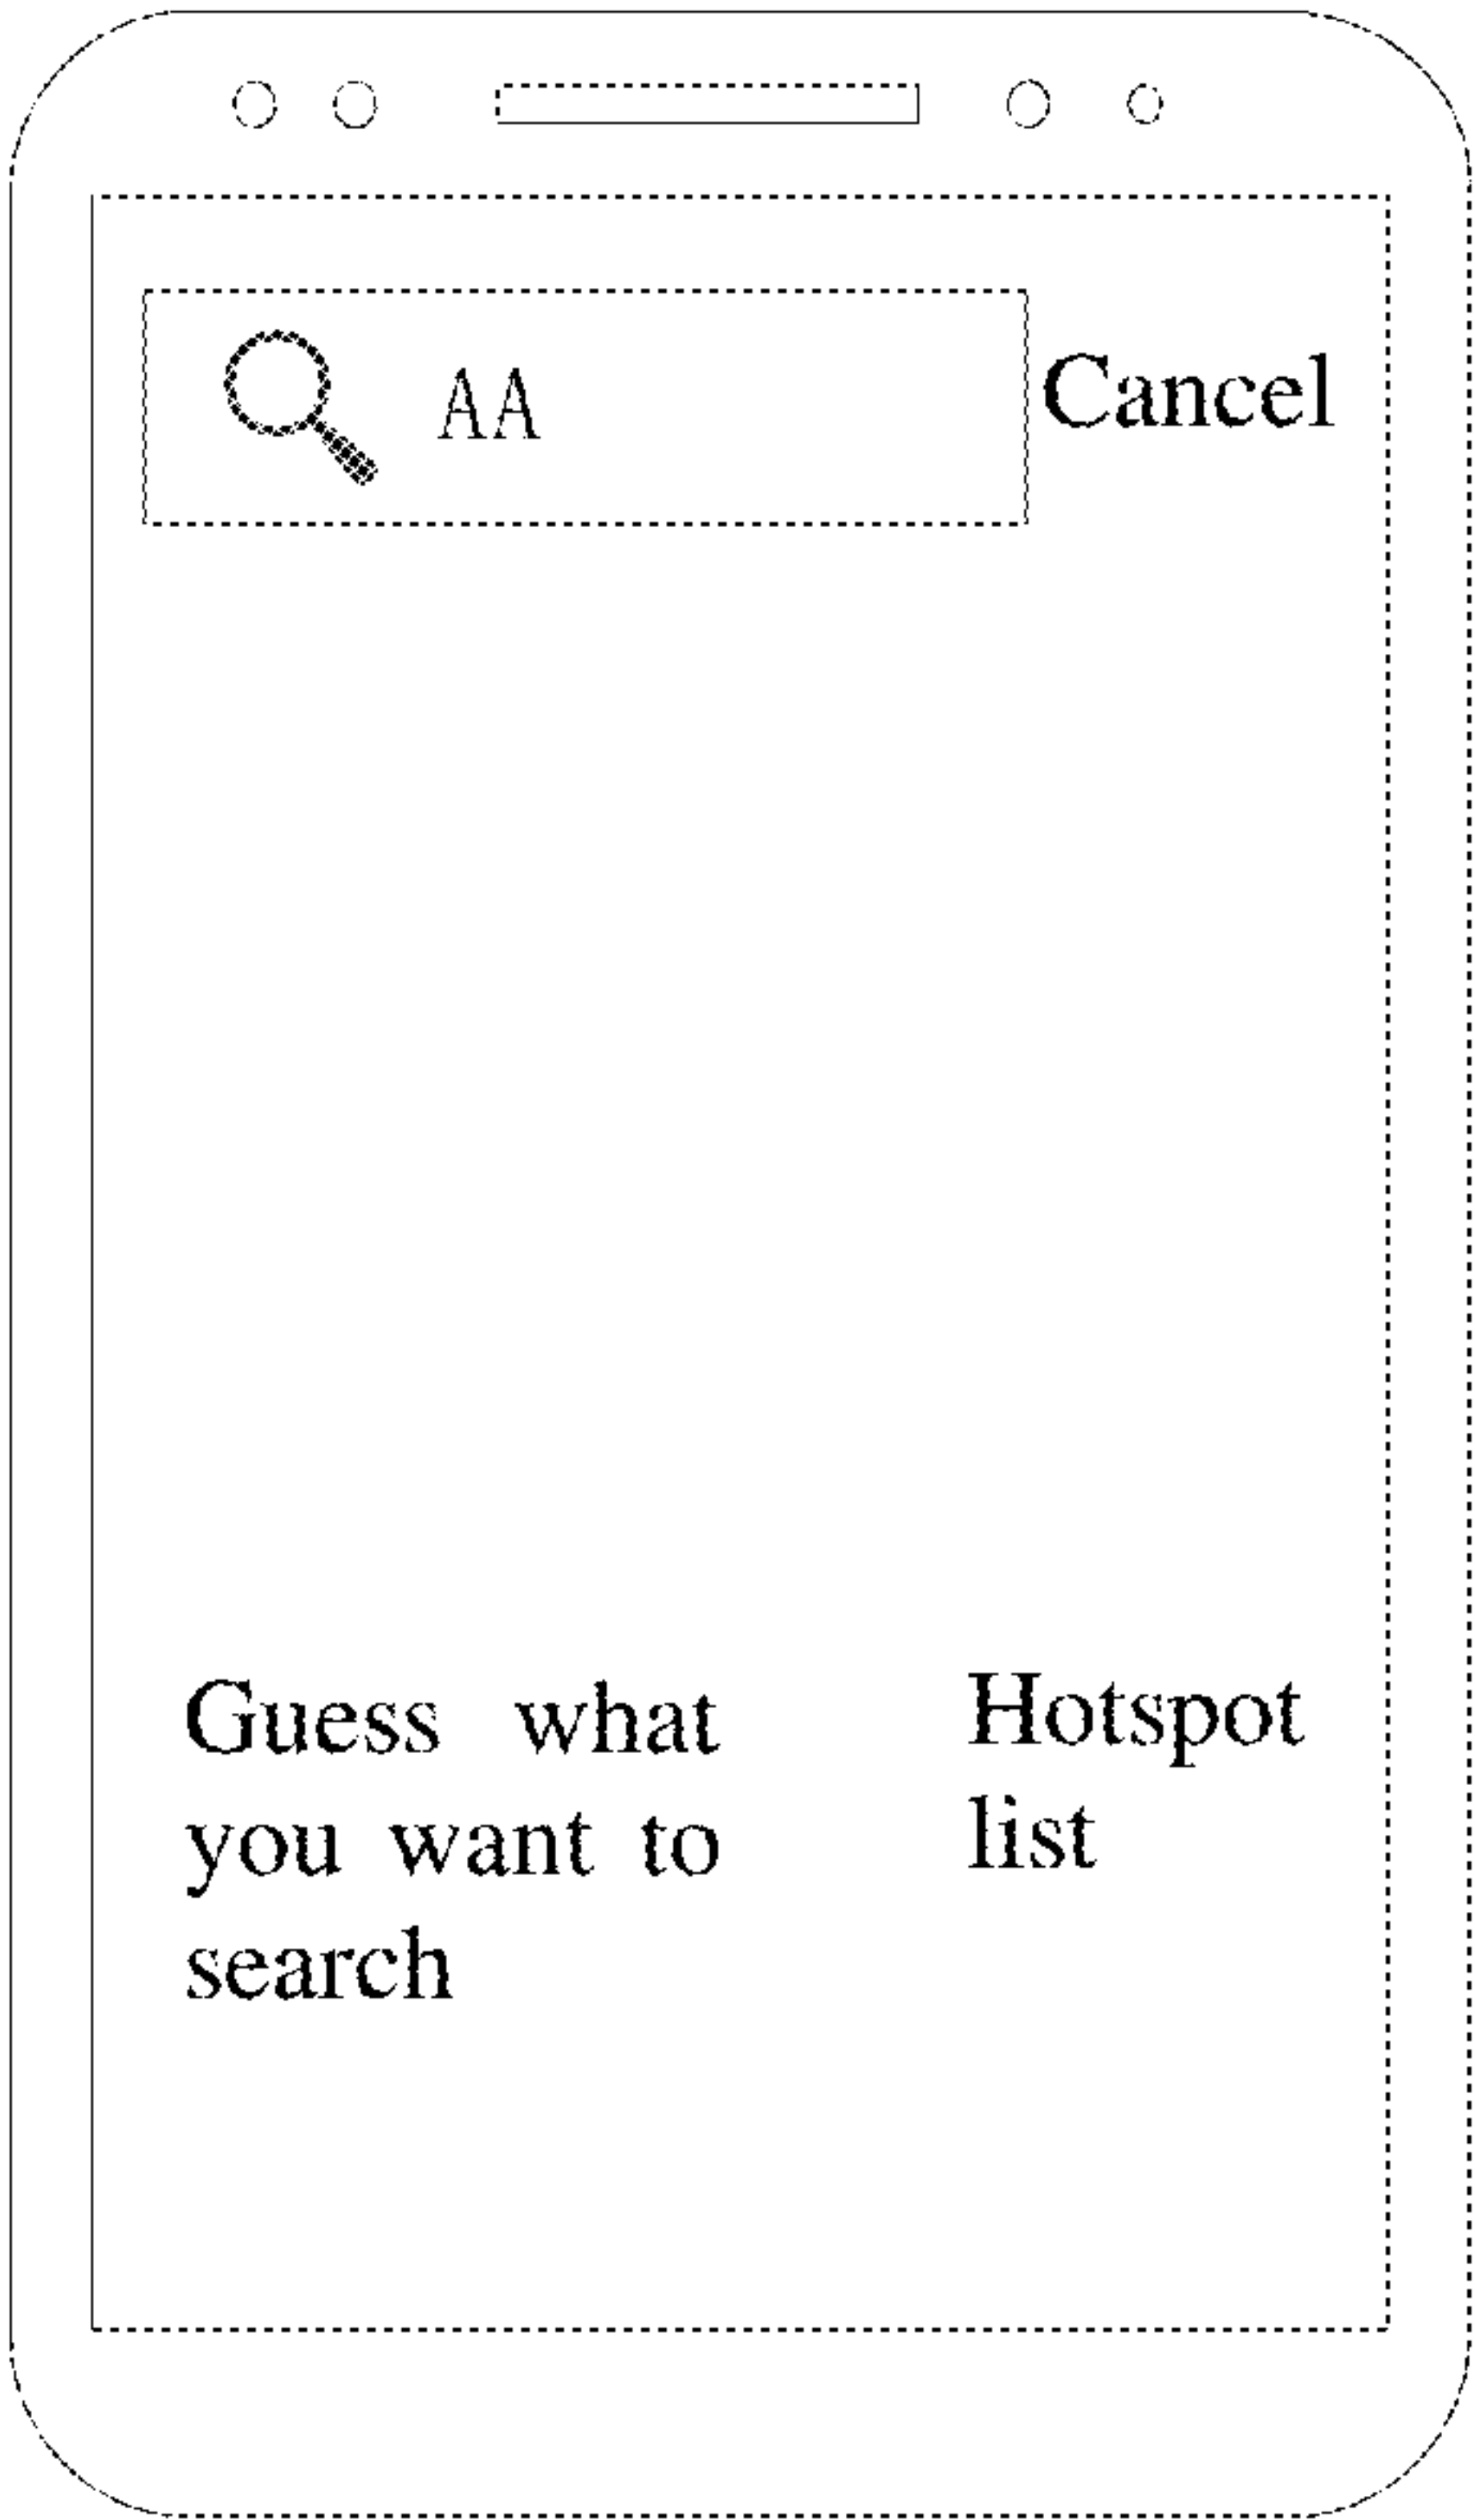 AA
Cancel
Guess what
you want to
search
Hotspot
list